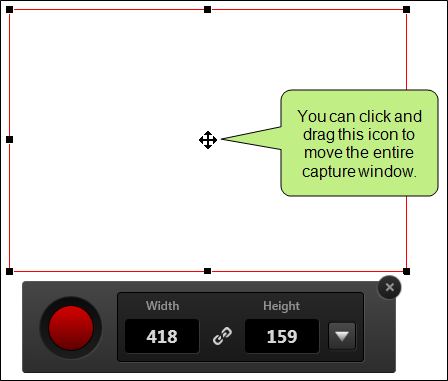 You can click and
drag this icon to
move the entire
capture window.
Width Height
418 159